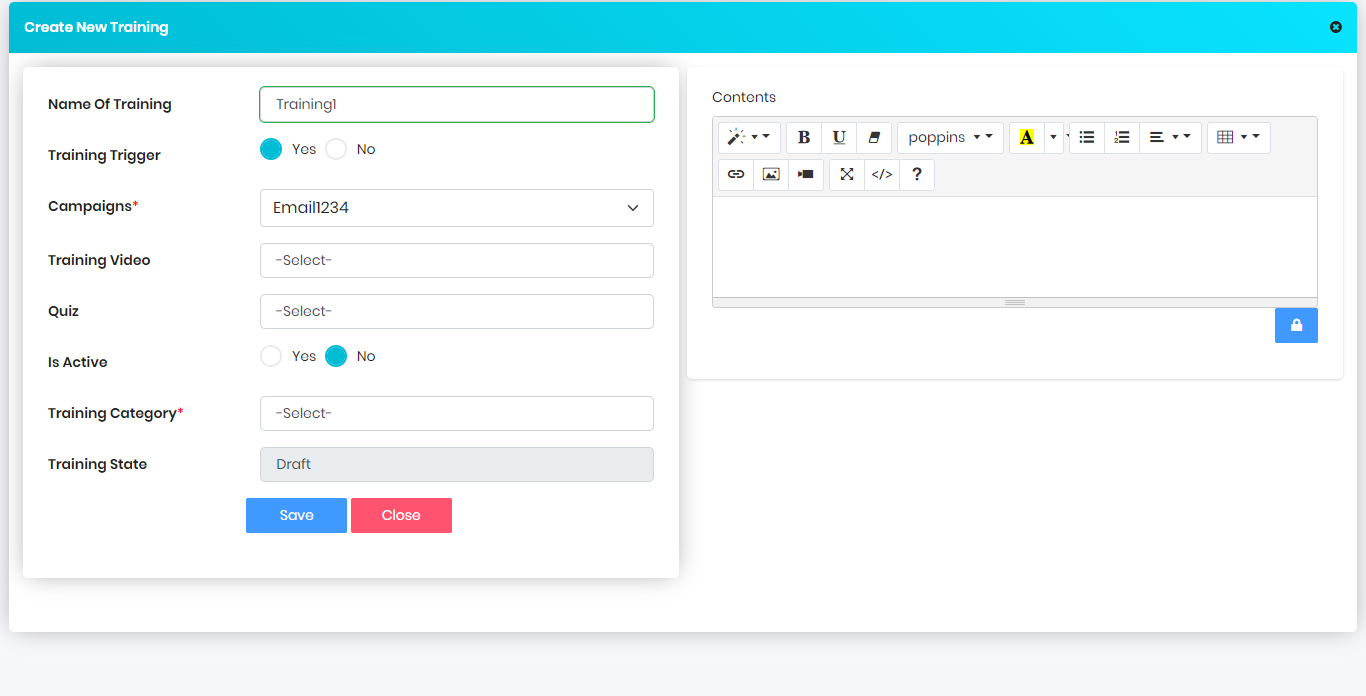 Create New Training
Name Of Training
Training1
Training Trigger
Yes
No
Campaigns*
Email1234
Training Video
-Select-
Quiz
-Select-
Is Active
Yes
No
Training Category*
-Select-
Training State
Draft
Save
Close
Contents
B
U
poppins
A
</>
?